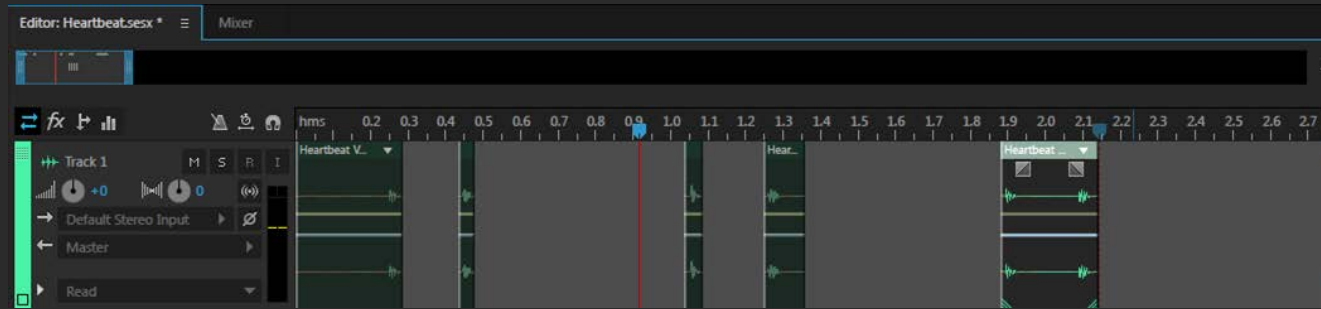 Editor: Heartbeat.sesx * Mixer
hms 0.2 0.3 0.4 0.5 0.6 0.7 0.8 0.9 1.0 1.1 1.2 1.3 1.4 1.5 1.6 1.7 1.8 1.9 2.0 2.1 2.2 2.3 2.4 2.5 2.6 2.7
fx
Track 1 M S R I
Heartbeat V... Hear... Heartbeat ...
+0 0
Default Stereo Input
Master
Read